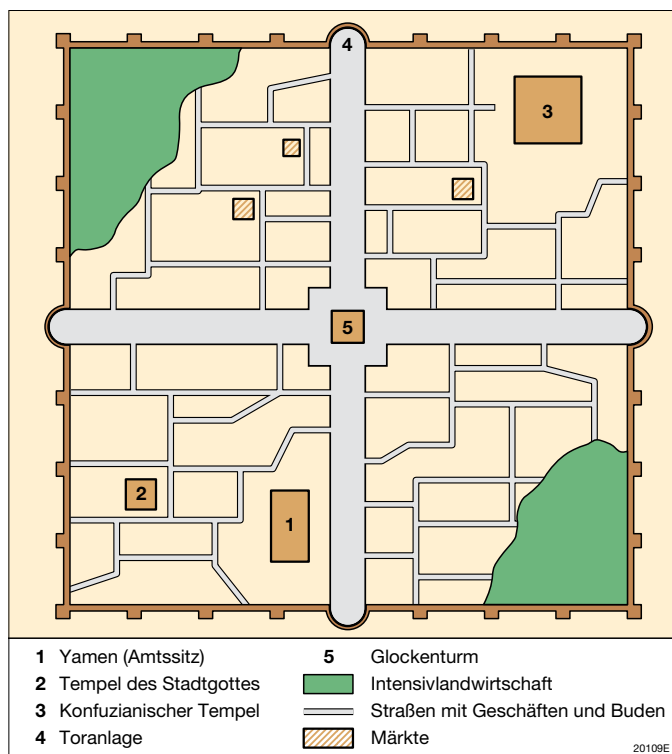 4
3
5
2
1
1 Yamen (Amtssitz)
2 Tempel des Stadtgottes
3 Konfuzianischer Tempel
4 Toranlage
5 Glockenturm
Intensivlandwirtschaft
Straßen mit Geschäften und Buden
Märkte
20109E